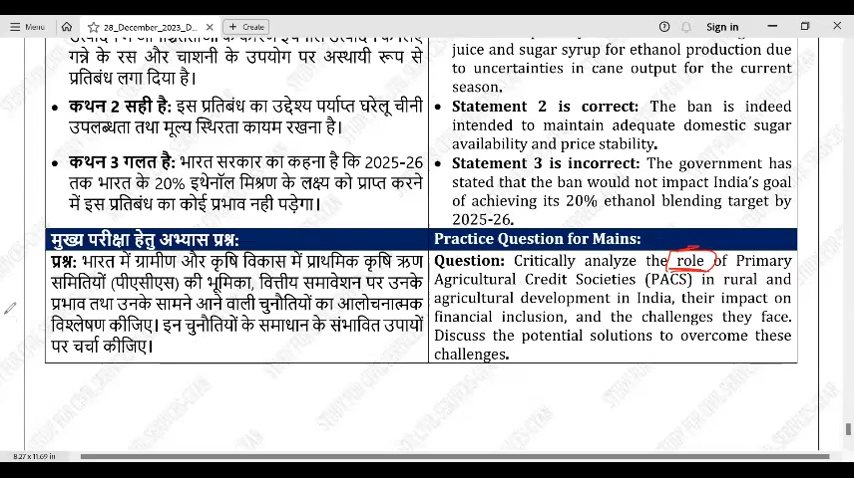 Menu
28_December_2023_D...
Create
Sign in
गन्ने के रस और चाशनी के उपयोग पर अस्थायी रूप से
प्रतिबंध लगा दिया है।
• कथन 2 सही है: इस प्रतिबंध का उद्देश्य पर्याप्त घरेलू चीनी
उपलब्धता तथा मूल्य स्थिरता कायम रखना है।
• कथन 3 गलत है: भारत सरकार का कहना है कि 2025-26
तक भारत के 20% इथेनॉल मिश्रण के लक्ष्य को प्राप्त करने
में इस प्रतिबंध का कोई प्रभाव नही पड़ेगा।
juice and sugar syrup for ethanol production due
to uncertainties in cane output for the current
season.
• Statement 2 is correct: The ban is indeed
intended to maintain adequate domestic sugar
availability and price stability.
• Statement 3 is incorrect: The government has
stated that the ban would not impact India's goal
of achieving its 20% ethanol blending target by
2025-26.
मुख्य परीक्षा हेतु अभ्यास प्रश्न:
प्रश्न: भारत में ग्रामीण और कृषि विकास में प्राथमिक कृषि ऋण
समितियों (पीएसीएस) की भूमिका, वित्तीय समावेशन पर उनके
प्रभाव तथा उनके सामने आने वाली चुनौतियों का आलोचनात्मक
विश्लेषण कीजिए। इन चुनौतियों के समाधान के संभावित उपायों
पर चर्चा कीजिए।
Practice Question for Mains:
Question: Critically analyze the role of Primary
Agricultural Credit Societies (PACS) in rural and
agricultural development in India, their impact on
financial inclusion, and the challenges they face.
Discuss the potential solutions to overcome these
challenges.
8.27 x 11.69 in